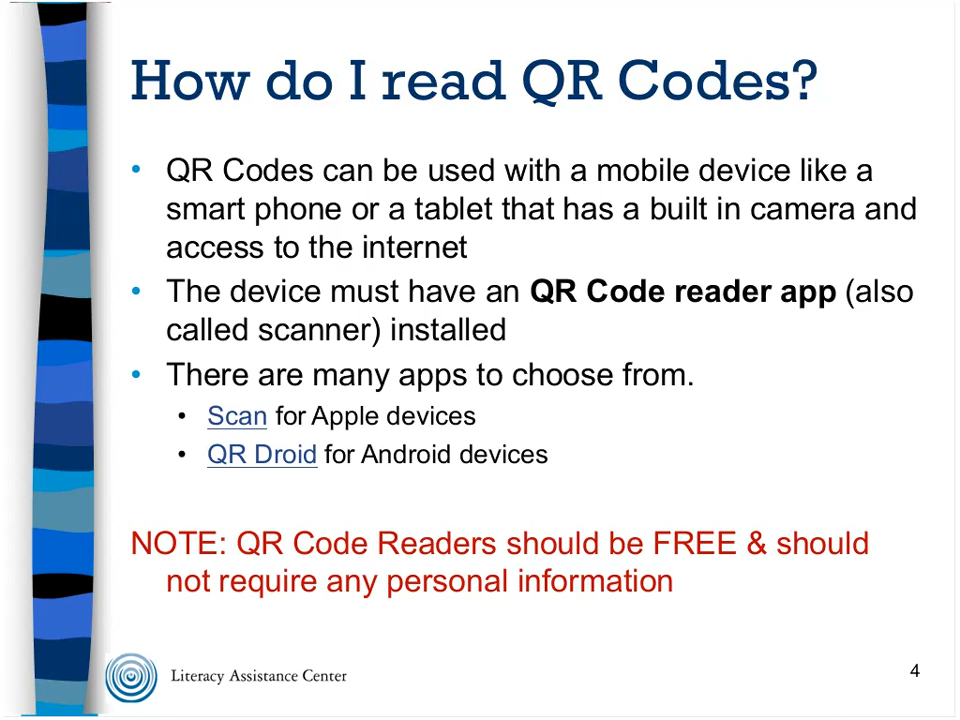 How do I read QR Codes?
• QR Codes can be used with a mobile device like a
smart phone or a tablet that has a built in camera and
access to the internet
• The device must have an QR Code reader app (also
called scanner) installed
• There are many apps to choose from.
• Scan for Apple devices
• QR Droid for Android devices
NOTE: QR Code Readers should be FREE & should
not require any personal information
Literacy Assistance Center
4